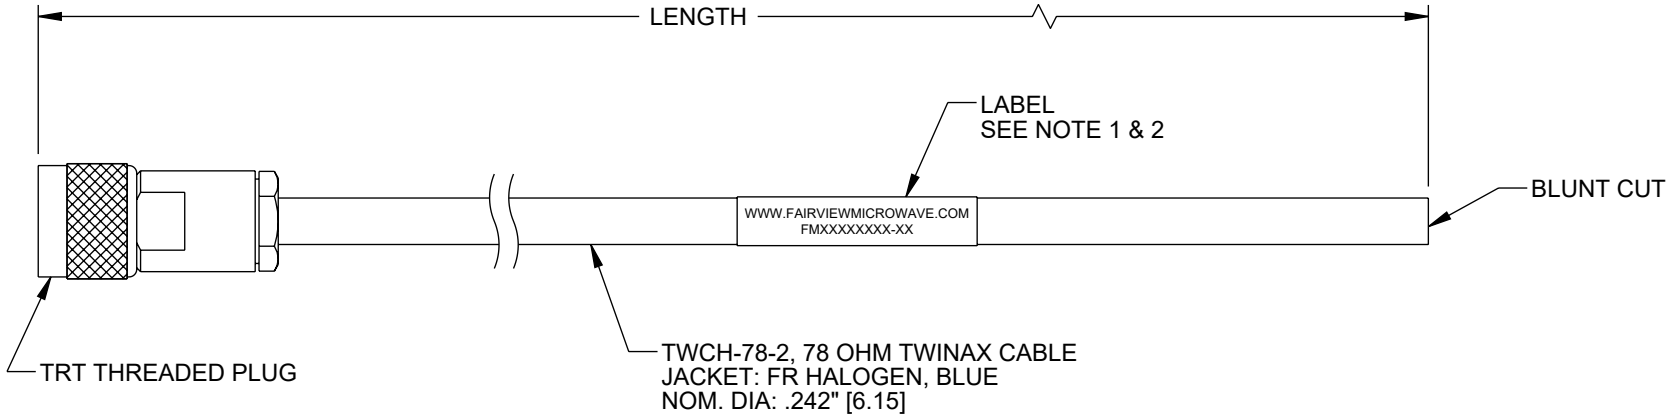 LENGTH
LABEL
SEE NOTE 1 & 2
BLUNT CUT
WWW.FAIRVIEWMICROWAVE.COM
FMXXXXXXXX-XX
TRT THREADED PLUG
TWCH-78-2, 78 OHM TWINAX CABLE
JACKET: FR HALOGEN, BLUE
NOM. DIA: .242" [6.15]